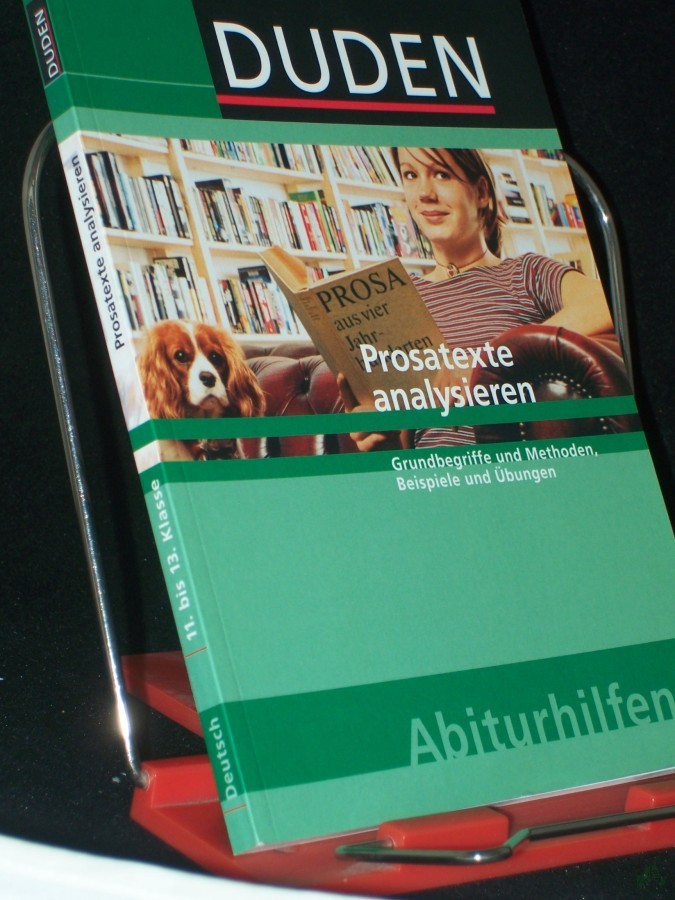 DUDEN
DUDEN
Prosatexte analysieren
11. bis 13. Klasse
Deutsch
PROSA
aus vier
Jahr-
Prosatexte
analysieren
Grundbegriffe und Methoden,
Beispiele und Übungen
Abiturhilfen